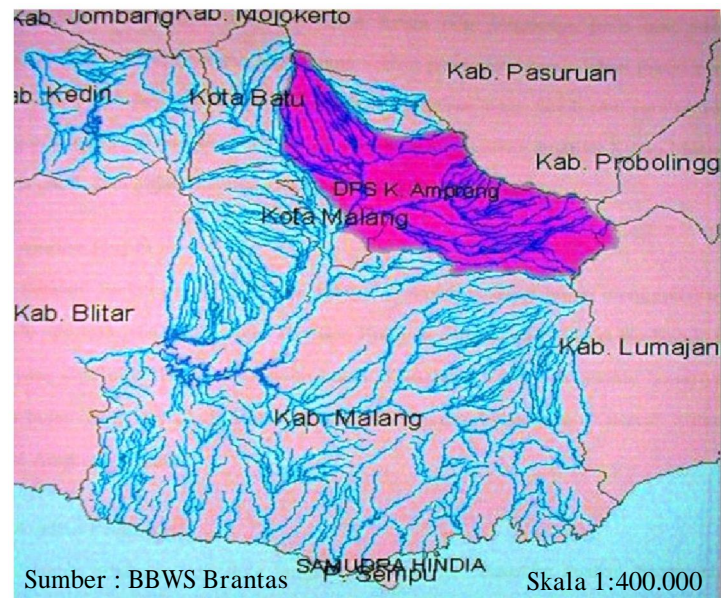 Kab. Jombang Kab. Mojokerto
Kab. Pasuruan
ab. Kediri
Kota Batu
Kab. Probolingg
DPS K. Amprong
Kota Malang
Kab. Blitar
Kab. Lumajan
Kab. Malang
SAMUDRA HINDIA
P. Sempu
Sumber : BBWS Brantas
Skala 1:400.000